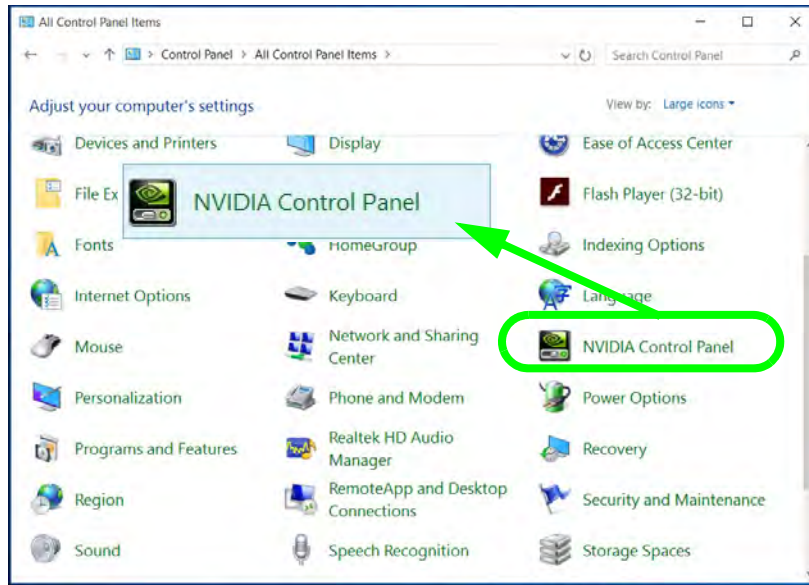 All Control Panel Items
Control Panel > All Control Panel Items >
Search Control Panel
Adjust your computer's settings
View by: Large icons
Devices and Printers
Display
Ease of Access Center
File Ex
NVIDIA Control Panel
Flash Player (32-bit)
Fonts
HomeGroup
Indexing Options
Internet Options
Keyboard
Language
Mouse
Network and Sharing
Center
NVIDIA Control Panel
Personalization
Phone and Modem
Power Options
Programs and Features
Realtek HD Audio
Manager
Recovery
Region
RemoteApp and Desktop
Connections
Security and Maintenance
Sound
Speech Recognition
Storage Spaces